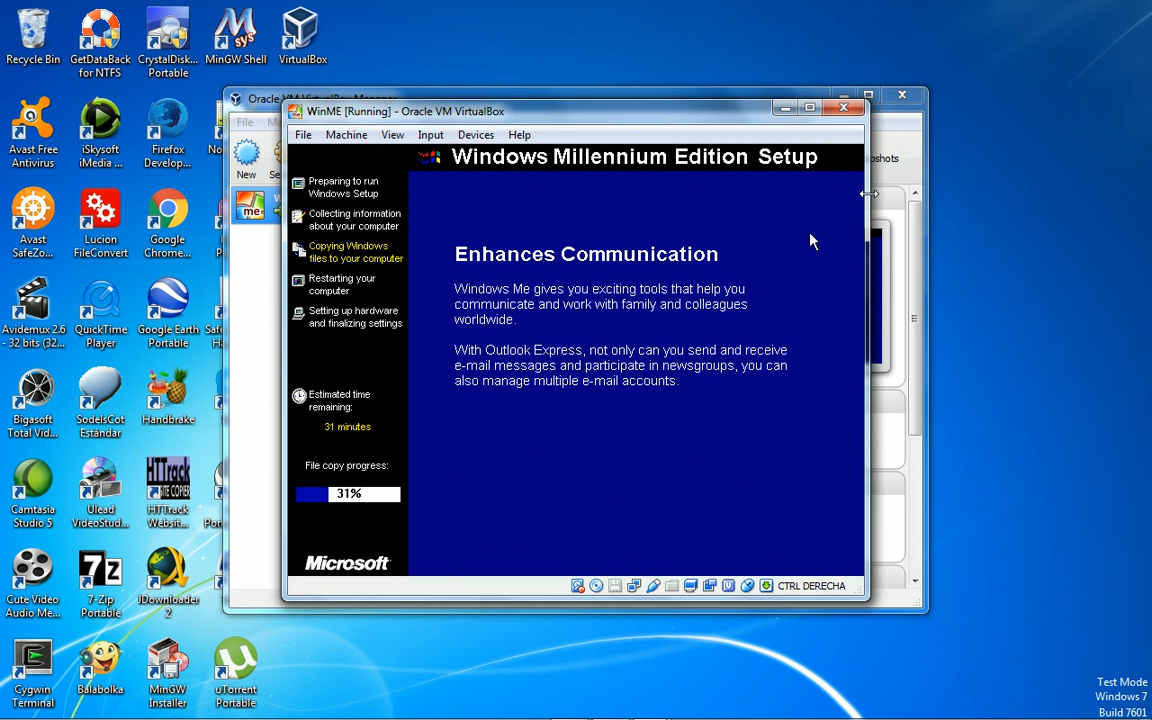 Recycle Bin
GetDataBack
for NTFS
CrystalDisk...
Portable
MinGW Shell
VirtualBox
Avast Free
Antivirus
iSkysoft
iMedia ...
Firefox
Develop...
Avast
SafeZo...
Lucion
FileConvert
Google
Chrome...
Avidemux 2.6
- 32 bits (32...
QuickTime
Player
Google Earth
Portable
Bigasoft
Total Vid...
SodelsCot
Estándar
Handbrake
Camtasia
Studio 5
Ulead
VideoStud...
HTTrack
Websit...
Cute Video
Audio Me...
7-Zip
Portable
JDownloader
2
Cygwin
Terminal
Balabolka
MinGW
Installer
uTorrent
Portable
Oracle VM VirtualBox Manager
File
New
WinME [Running] - Oracle VM VirtualBox
File Machine View Input Devices Help
Windows Millennium Edition Setup
Preparing to run
Windows Setup
Collecting information
about your computer
Copying Windows
files to your computer
Restarting your
computer
Setting up hardware
and finalizing settings
Estimated time
remaining:
31 minutes
File copy progress:
31%
Microsoft
Enhances Communication
Windows Me gives you exciting tools that help you
communicate and work with family and colleagues
worldwide.
With Outlook Express, not only can you send and receive
e-mail messages and participate in newsgroups, you can
also manage multiple e-mail accounts.
CTRL DERECHA
Test Mode
Windows 7
Build 7601